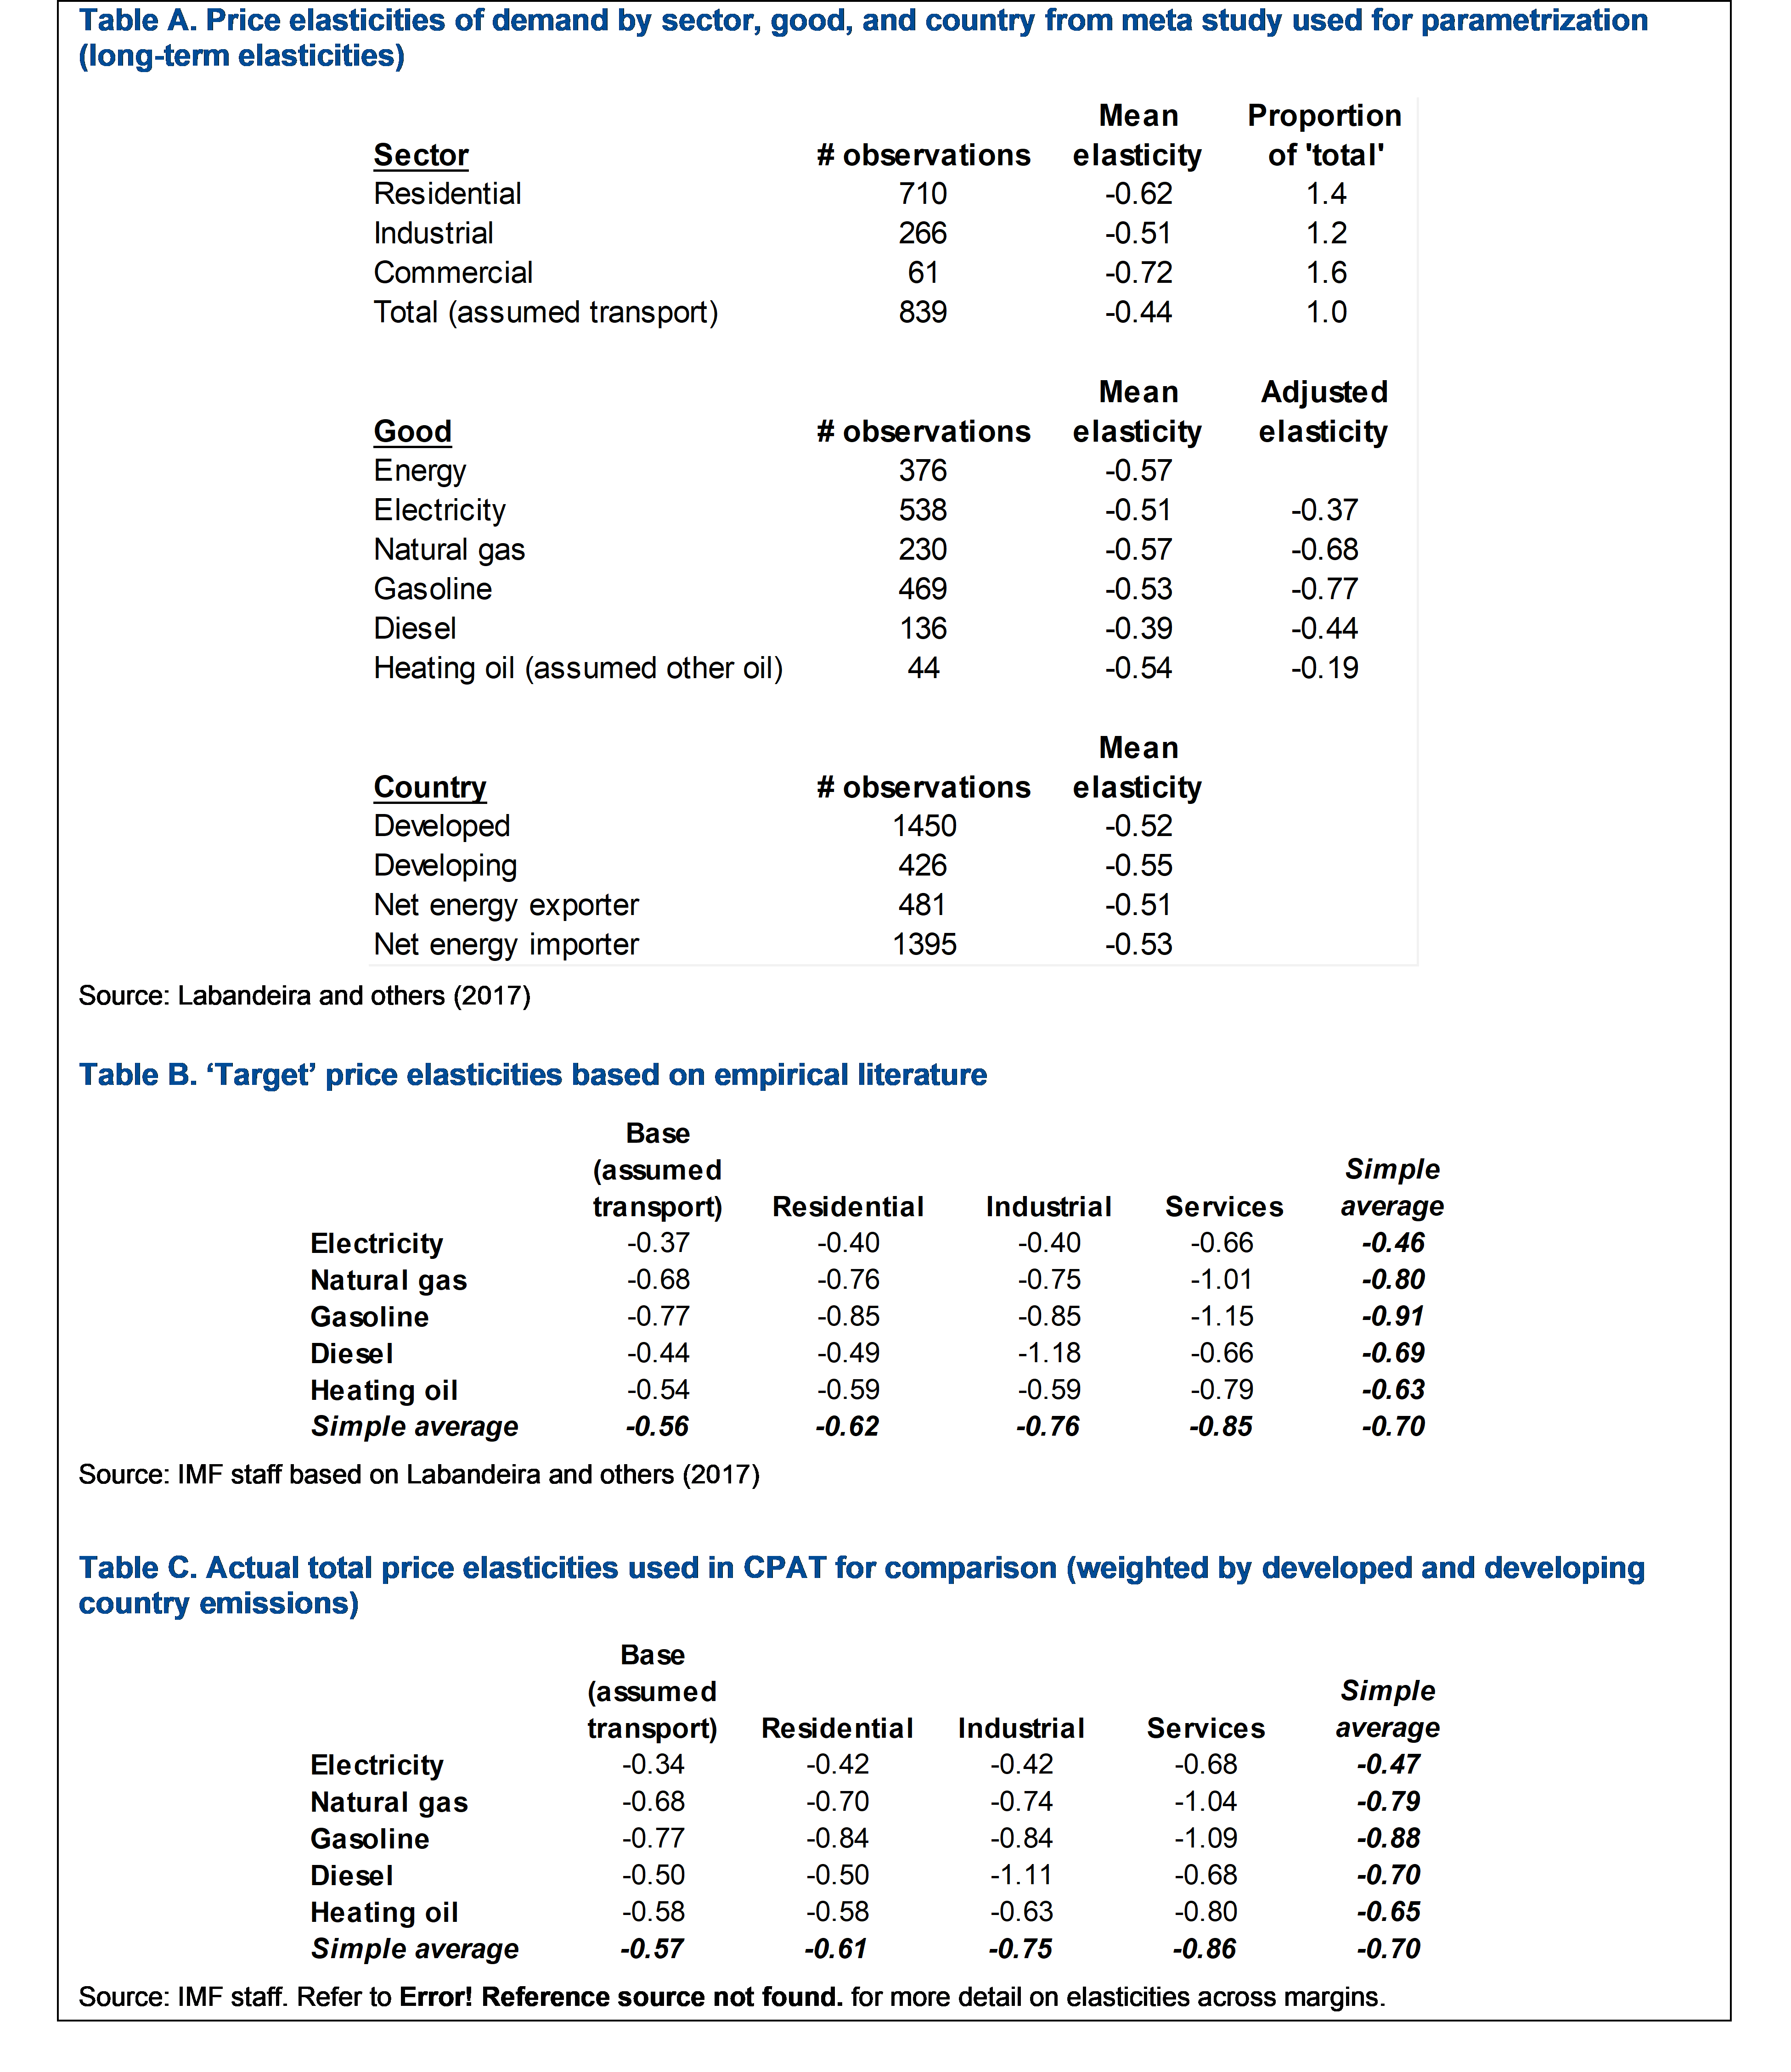 Table A. Price elasticities of demand by sector, good, and country from meta study used for parametrization
(long-term elasticities)
Mean Proportion
Sector # observations elasticity of 'total'
Residential 710 -0.62 1.4
Industrial 266 -0.51 1.2
Commercial 61 -0.72 1.6
Total (assumed transport) 839 -0.44 1.0
Mean Adjusted
Good # observations elasticity elasticity
Energy 376 -0.57
Electricity 538 -0.51 -0.37
Natural gas 230 -0.57 -0.68
Gasoline 469 -0.53 -0.77
Diesel 136 -0.39 -0.44
Heating oil (assumed other oil) 44 -0.54 -0.19
Mean
Country # observations elasticity
Developed 1450 -0.52
Developing 426 -0.55
Net energy exporter 481 -0.51
Net energy importer 1395 -0.53
Source: Labandeira and others (2017)
Table B. ‘Target’ price elasticities based on empirical literature
Base
(assumed Simple
transport) Residential Industrial Services average
Electricity -0.37 -0.40 -0.40 -0.66 -0.46
Natural gas -0.68 -0.76 -0.75 -1.01 -0.80
Gasoline -0.77 -0.85 -0.85 -1.15 -0.91
Diesel -0.44 -0.49 -1.18 -0.66 -0.69
Heating oil -0.54 -0.59 -0.59 -0.79 -0.63
Simple average -0.56 -0.62 -0.76 -0.85 -0.70
Source: IMF staff based on Labandeira and others (2017)
Table C. Actual total price elasticities used in CPAT for comparison (weighted by developed and developing
country emissions)
Base
(assumed Simple
transport) Residential Industrial Services average
Electricity -0.34 -0.42 -0.42 -0.68 -0.47
Natural gas -0.68 -0.70 -0.74 -1.04 -0.79
Gasoline -0.77 -0.84 -0.84 -1.09 -0.88
Diesel -0.50 -0.50 -1.11 -0.68 -0.70
Heating oil -0.58 -0.58 -0.63 -0.80 -0.65
Simple average -0.57 -0.61 -0.75 -0.86 -0.70
Source: IMF staff. Refer to Error! Reference source not found. for more detail on elasticities across margins.